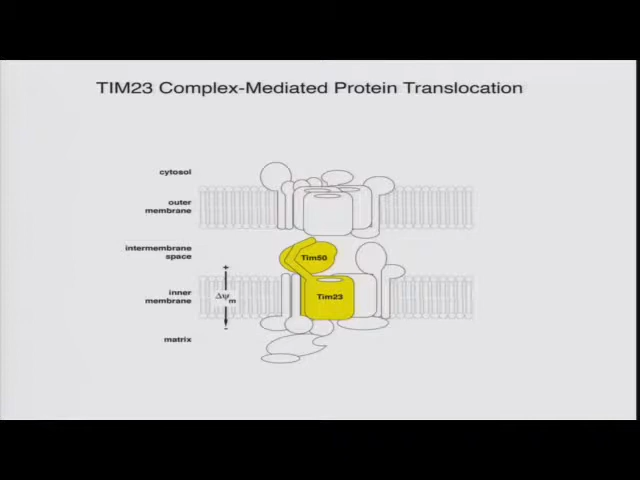 TIM23 Complex-Mediated Protein Translocation
cytosol
outer
membrane
intermembrane
space
Tim50
+
inner
membrane
Δψm
Tim23
-
matrix